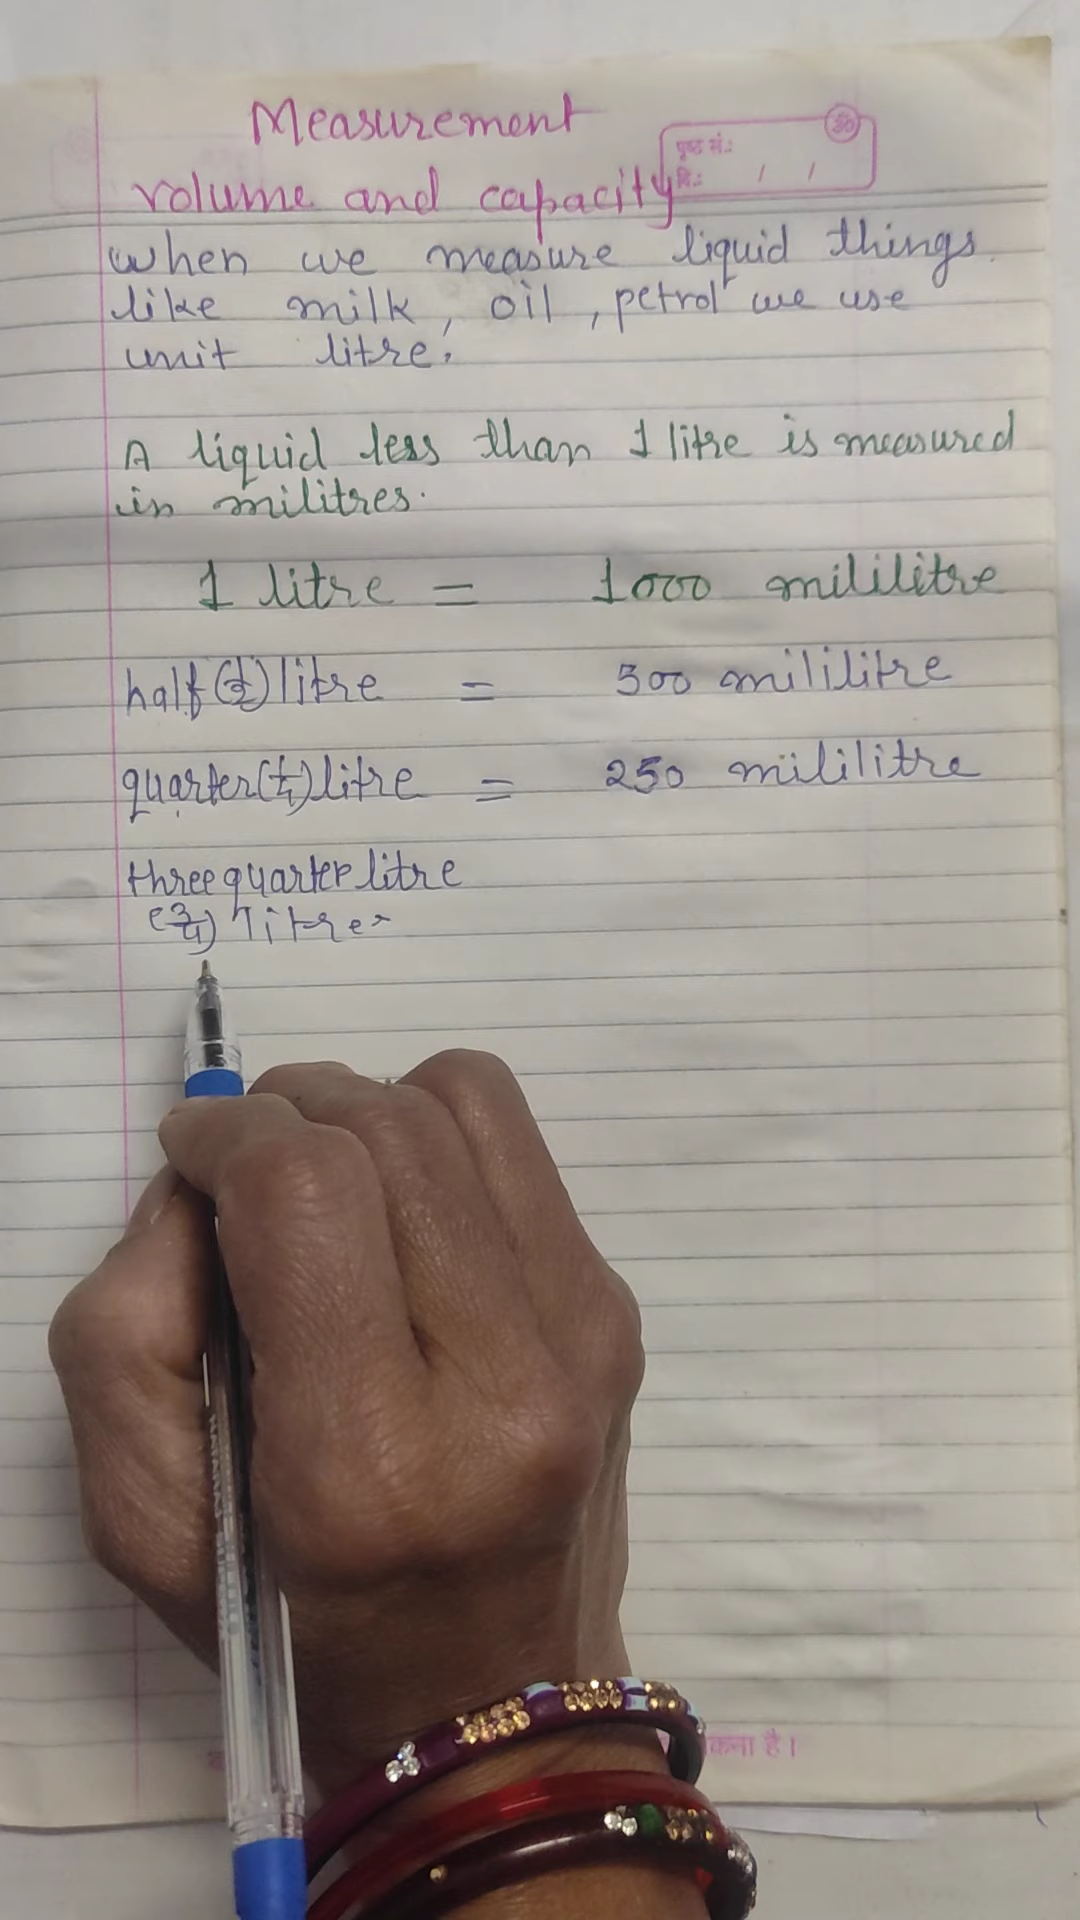 Measurement
पृष्ठ सं.:
दि.: / /
volume and capacity
when we measure liquid things
like milk, oil, petrol we use
unit litre.
A liquid less than 1 litre is measured
in militres.
1 litre = 1000 mililitre
half (1/2) litre = 500 mililitre
quarter (1/4) litre = 250 mililitre
three quarter litre
(3/4) litre
कना है।